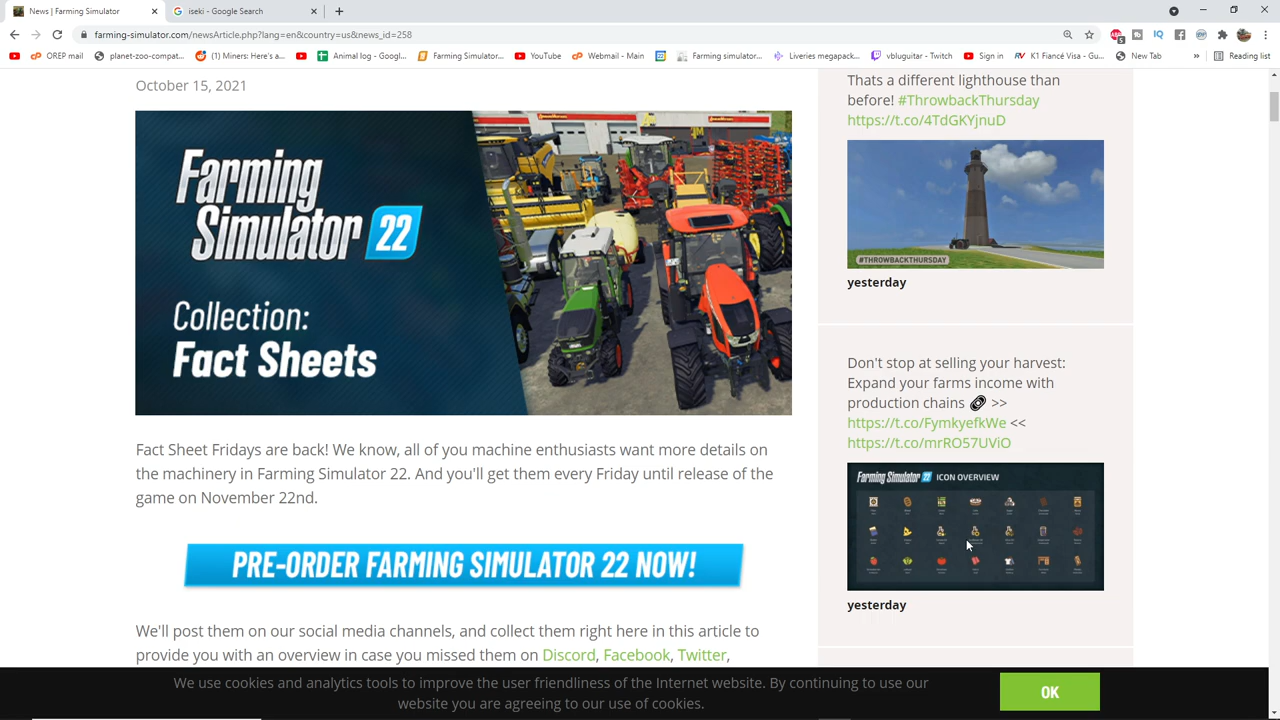 News | Farming Simulator
iseki - Google Search
farming-simulator.com/newsArticle.php?lang=en&country=us&news_id=258
OREP mail
planet-zoo-compat...
(1) Miners: Here's a...
Animal log - Googl...
Farming Simulator...
YouTube
Webmail - Main
Farming simulator...
Liveries megapack...
vbluguitar - Twitch
Sign in
K1 Fiancé Visa - Gu...
New Tab
Reading list
October 15, 2021
Farming
Simulator 22
Collection:
Fact Sheets
Fact Sheet Fridays are back! We know, all of you machine enthusiasts want more details on
the machinery in Farming Simulator 22. And you'll get them every Friday until release of the
game on November 22nd.
PRE-ORDER FARMING SIMULATOR 22 NOW!
We'll post them on our social media channels, and collect them right here in this article to
provide you with an overview in case you missed them on Discord, Facebook, Twitter,
Thats a different lighthouse than
before! #ThrowbackThursday
https://t.co/4TdGKYjnuD
#THROWBACKTHURSDAY
yesterday
Don't stop at selling your harvest:
Expand your farms income with
production chains >>
https://t.co/FymkyefkWe <<
https://t.co/mrRO57UViO
Farming Simulator 22 ICON OVERVIEW
yesterday
We use cookies and analytics tools to improve the user friendliness of the Internet website. By continuing to use our
website you are agreeing to our use of cookies.
OK